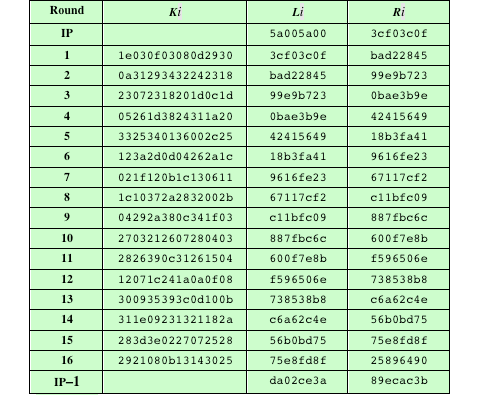 Round Ki Li Ri
IP 5a005a00 3cf03c0f
1 1e030f03080d2930 3cf03c0f bad22845
2 0a31293432242318 bad22845 99e9b723
3 23072318201d0c1d 99e9b723 0bae3b9e
4 05261d3824311a20 0bae3b9e 42415649
5 3325340136002c25 42415649 18b3fa41
6 123a2d0d04262a1c 18b3fa41 9616fe23
7 021f120b1c130611 9616fe23 67117cf2
8 1c10372a2832002b 67117cf2 c11bfc09
9 04292a380c341f03 c11bfc09 887fbc6c
10 2703212607280403 887fbc6c 600f7e8b
11 2826390c31261504 600f7e8b f596506e
12 12071c241a0a0f08 f596506e 738538b8
13 300935393c0d100b 738538b8 c6a62c4e
14 311e09231321182a c6a62c4e 56b0bd75
15 283d3e0227072528 56b0bd75 75e8fd8f
16 2921080b13143025 75e8fd8f 25896490
IP–1 da02ce3a 89ecac3b